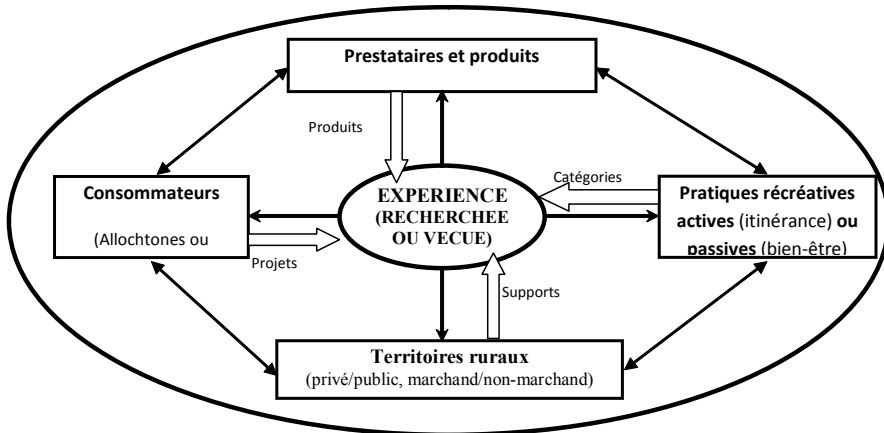 Prestataires et produits
Produits
Catégories
Consommateurs
(Allochtones ou
EXPERIENCE
(RECHERCHEE
OU VECUE)
Pratiques récréatives
actives (itinérance) ou
passives (bien-être)
Projets
Supports
Territoires ruraux
(privé/public, marchand/non-marchand)